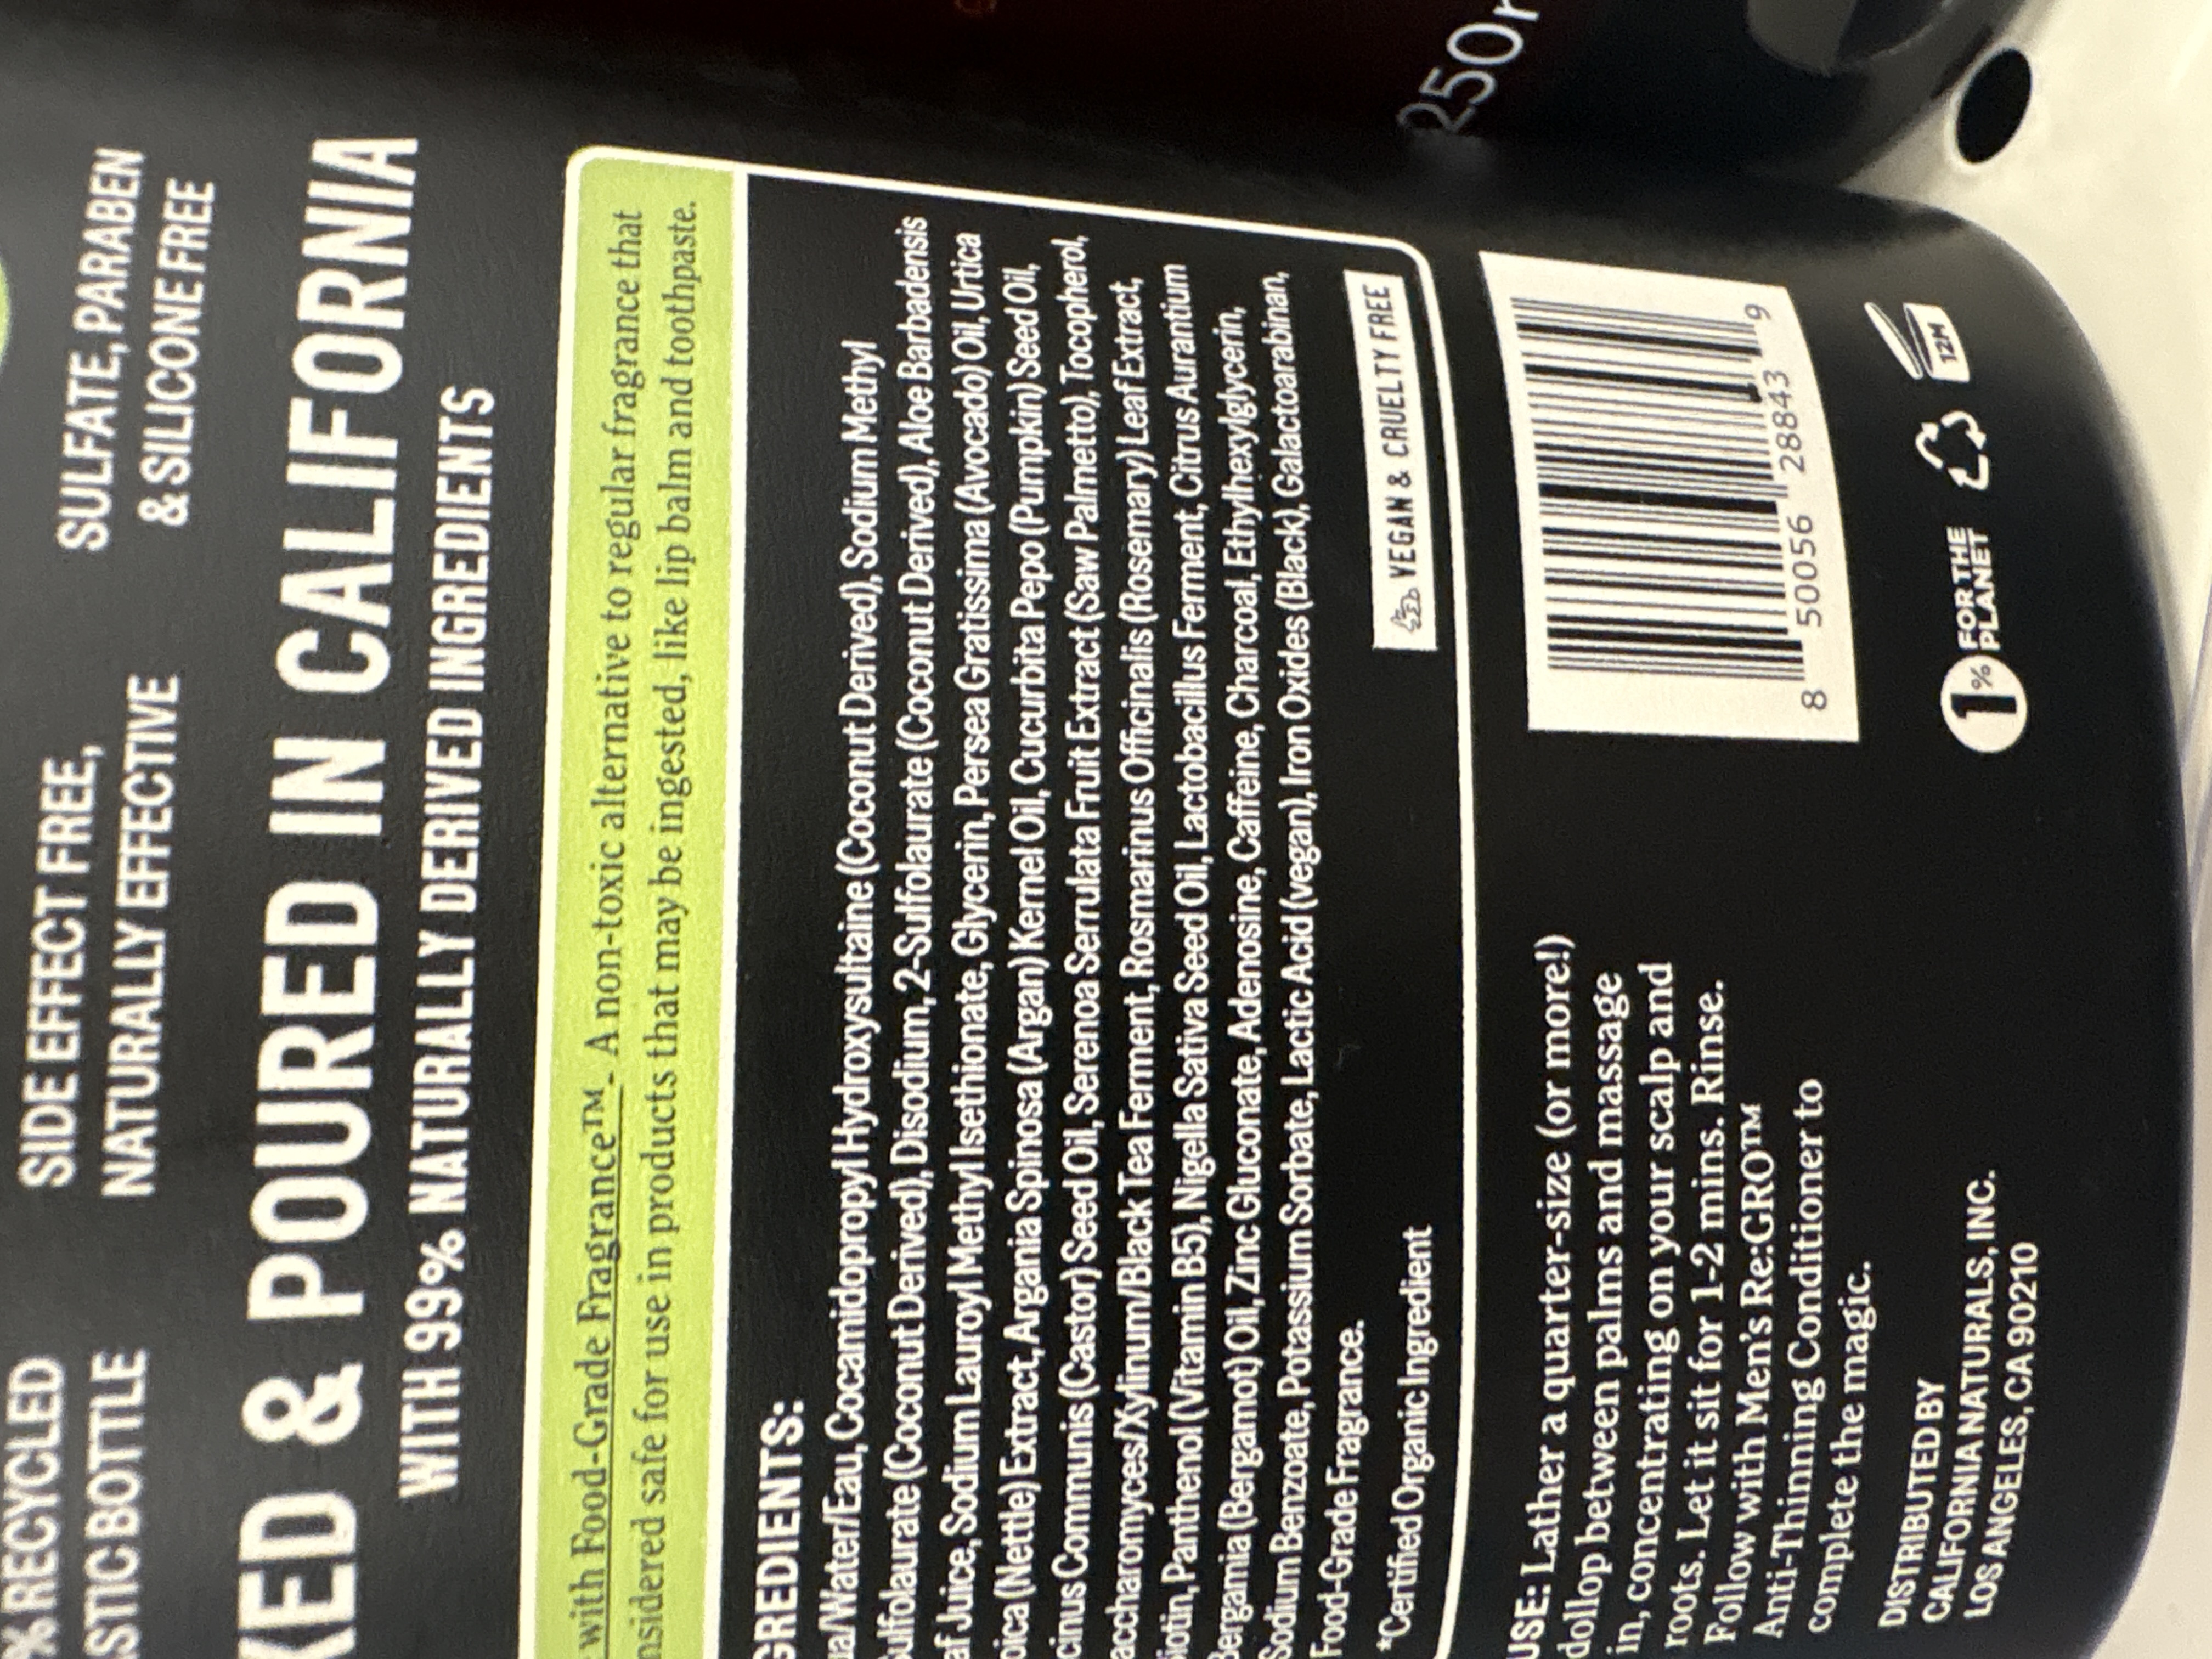 % RECYCLED
STIC BOTTLE
SIDE EFFECT FREE,
NATURALLY EFFECTIVE
SULFATE, PARABEN
& SILICONE FREE
KED & POURED IN CALIFORNIA
WITH 99% NATURALLY DERIVED INGREDIENTS
with Food-Grade Fragrance™. A non-toxic alternative to regular fragrance that
nsidered safe for use in products that may be ingested, like lip balm and toothpaste.
GREDIENTS:
ua/Water/Eau, Cocamidopropyl Hydroxysultaine (Coconut Derived), Sodium Methyl
ulfolaurate (Coconut Derived), Disodium, 2-Sulfolaurate (Coconut Derived), Aloe Barbadensis
af Juice, Sodium Lauroyl Methyl Isethionate, Glycerin, Persea Gratissima (Avocado) Oil, Urtica
oica (Nettle) Extract, Argania Spinosa (Argan) Kernel Oil, Cucurbita Pepo (Pumpkin) Seed Oil,
cinus Communis (Castor) Seed Oil, Serenoa Serrulata Fruit Extract (Saw Palmetto), Tocopherol,
accharomyces/Xylinum/Black Tea Ferment, Rosmarinus Officinalis (Rosemary) Leaf Extract,
iotin, Panthenol (Vitamin B5), Nigella Sativa Seed Oil, Lactobacillus Ferment, Citrus Aurantium
Bergamia (Bergamot) Oil, Zinc Gluconate, Adenosine, Caffeine, Charcoal, Ethylhexylglycerin,
Sodium Benzoate, Potassium Sorbate, Lactic Acid (vegan), Iron Oxides (Black), Galactoarabinan,
Food-Grade Fragrance.
*Certified Organic Ingredient
VEGAN & CRUELTY FREE
USE: Lather a quarter-size (or more!)
dollop between palms and massage
in, concentrating on your scalp and
roots. Let it sit for 1-2 mins. Rinse.
Follow with Men's Re:GRO™
Anti-Thinning Conditioner to
complete the magic.
DISTRIBUTED BY
CALIFORNIA NATURALS, INC.
LOS ANGELES, CA 90210
8 50056 28843 9
1% FOR THE
PLANET
12M
250